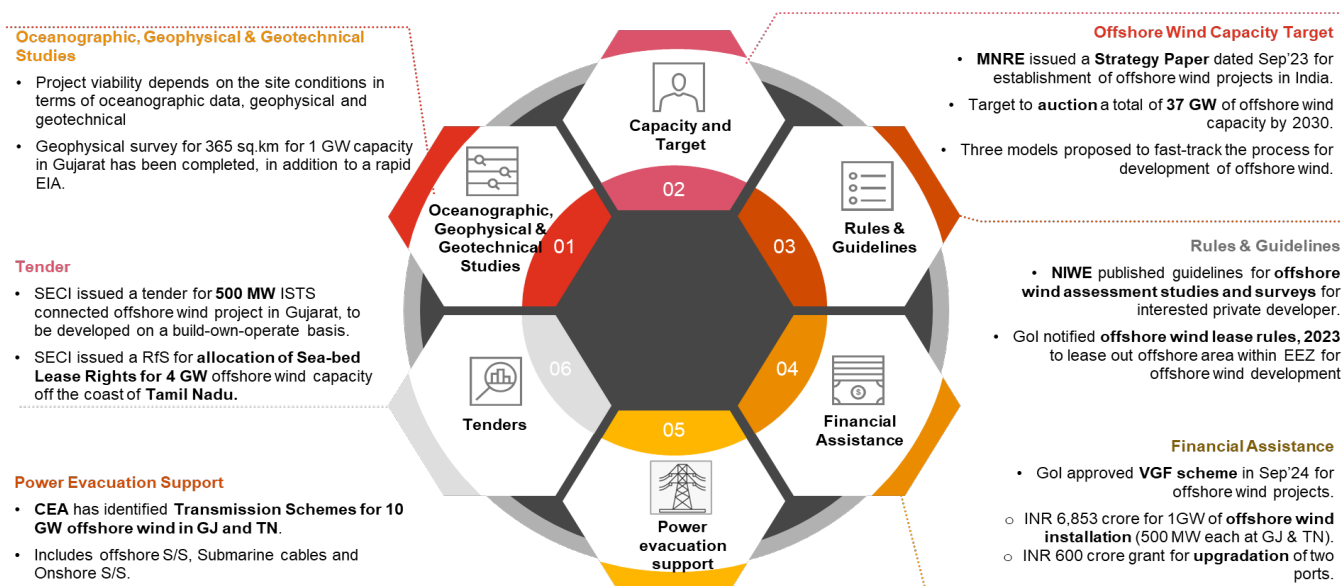 Oceanographic, Geophysical & Geotechnical
Studies
• Project viability depends on the site conditions in
terms of oceanographic data, geophysical and
geotechnical
• Geophysical survey for 365 sq.km for 1 GW capacity
in Gujarat has been completed, in addition to a rapid
EIA.
Tender
• SECI issued a tender for 500 MW ISTS
connected offshore wind project in Gujarat, to
be developed on a build-own-operate basis.
• SECI issued a RfS for allocation of Sea-bed
Lease Rights for 4 GW offshore wind capacity
off the coast of Tamil Nadu.
Power Evacuation Support
• CEA has identified Transmission Schemes for 10
GW offshore wind in GJ and TN.
• Includes offshore S/S, Submarine cables and
Onshore S/S.
Capacity and
Target
02
Oceanographic,
Geophysical &
Geotechnical
Studies
01
Rules &
Guidelines
03
Tenders
06
Financial
Assistance
04
05
Power
evacuation
support
Offshore Wind Capacity Target
• MNRE issued a Strategy Paper dated Sep'23 for
establishment of offshore wind projects in India.
• Target to auction a total of 37 GW of offshore wind
capacity by 2030.
• Three models proposed to fast-track the process for
development of offshore wind.
Rules & Guidelines
• NIWE published guidelines for offshore
wind assessment studies and surveys for
interested private developer.
• GoI notified offshore wind lease rules, 2023
to lease out offshore area within EEZ for
offshore wind development
Financial Assistance
• GoI approved VGF scheme in Sep'24 for
offshore wind projects.
o INR 6,853 crore for 1GW of offshore wind
installation (500 MW each at GJ & TN).
o INR 600 crore grant for upgradation of two
ports.